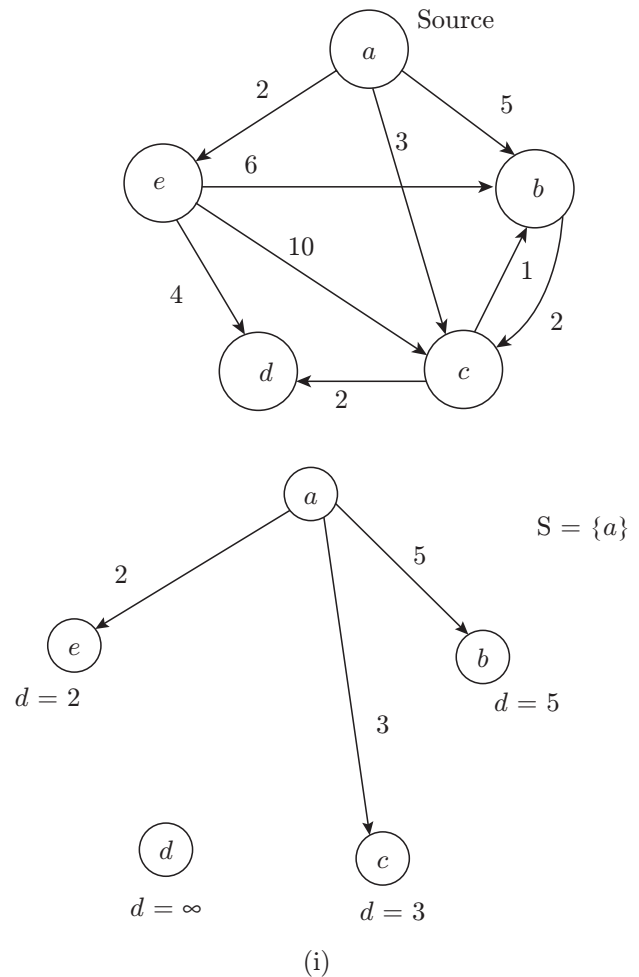 Source
a
2
5
3
e
6
b
10
1
4
2
d
c
2
a
S = {a}
5
2
e
b
d = 2
d = 5
3
d
c
d = ∞
d = 3
(i)